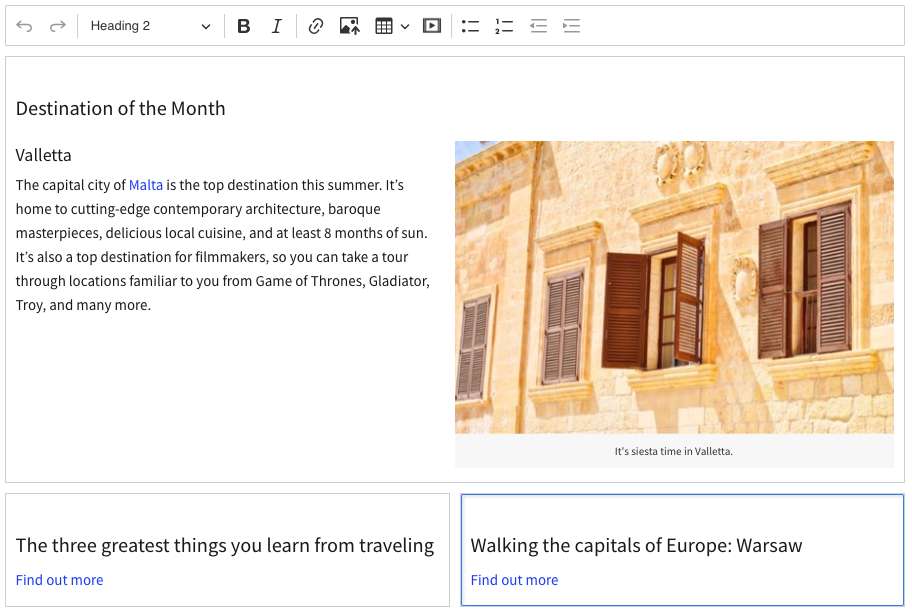 Heading 2
B I
Destination of the Month
Valletta
The capital city of Malta is the top destination this summer. It’s
home to cutting-edge contemporary architecture, baroque
masterpieces, delicious local cuisine, and at least 8 months of sun.
It’s also a top destination for filmmakers, so you can take a tour
through locations familiar to you from Game of Thrones, Gladiator,
Troy, and many more.
It's siesta time in Valletta.
The three greatest things you learn from traveling
Find out more
Walking the capitals of Europe: Warsaw
Find out more